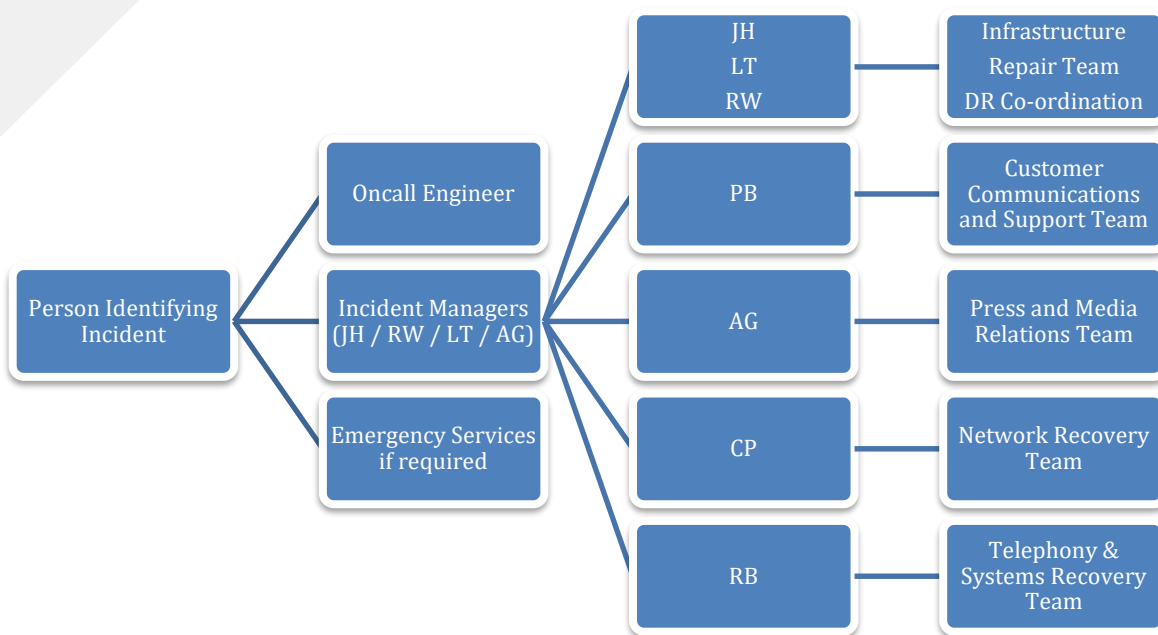 Person Identifying
Incident
Oncall Engineer
Incident Managers
(JH / RW / LT / AG)
Emergency Services
if required
JH
LT
RW
PB
AG
CP
RB
Infrastructure
Repair Team
DR Co-ordination
Customer
Communications
and Support Team
Press and Media
Relations Team
Network Recovery
Team
Telephony &
Systems Recovery
Team